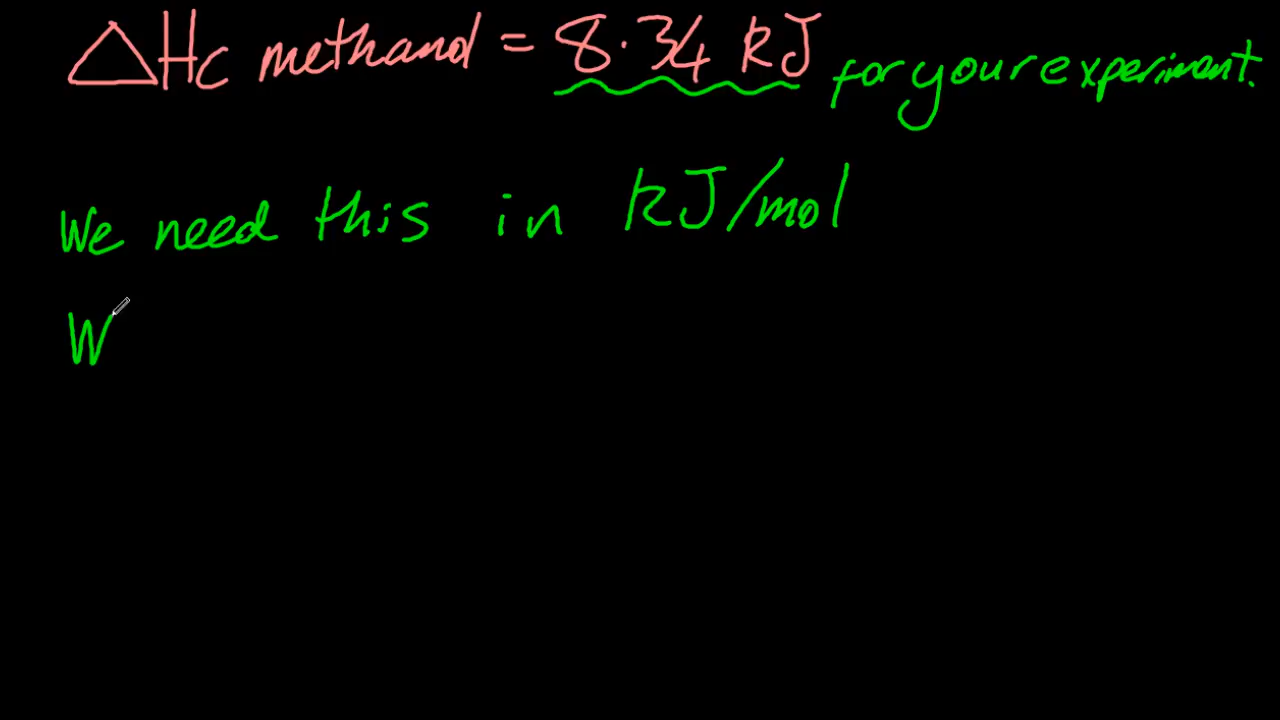 △Hc methanol = 8.34 kJ for your experiment.
We need this in kJ/mol
W